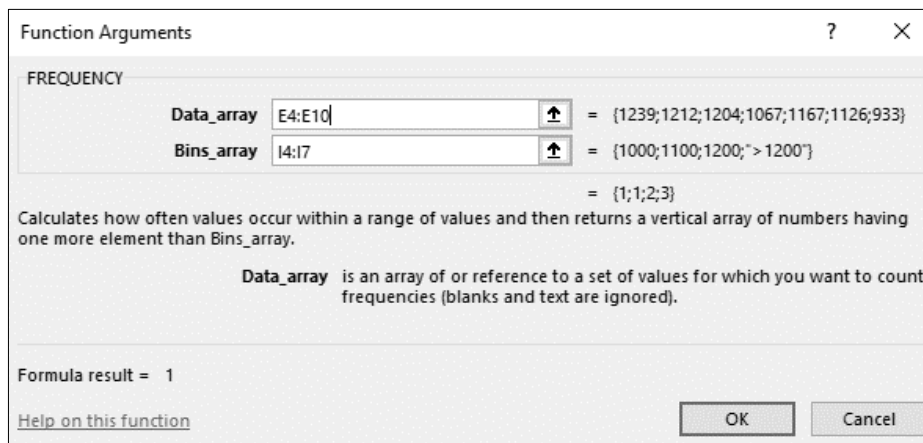 Function Arguments ? ×
FREQUENCY
Data_array E4:E10 = {1239;1212;1204;1067;1167;1126;933}
Bins_array I4:I7 = {1000;1100;1200;">1200"}
= {1;1;2;3}
Calculates how often values occur within a range of values and then returns a vertical array of numbers having
one more element than Bins_array.
Data_array is an array of or reference to a set of values for which you want to count
frequencies (blanks and text are ignored).
Formula result = 1
Help on this function OK Cancel